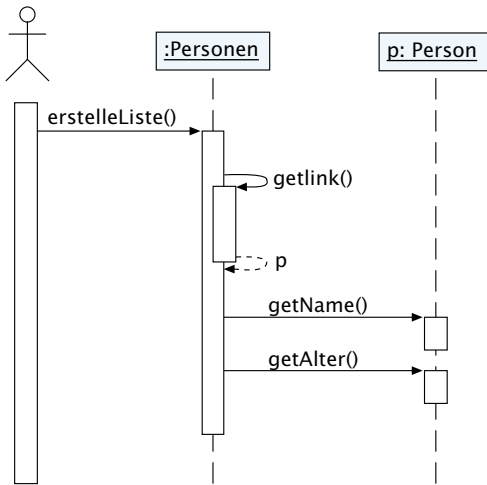 :Personen
p: Person
erstelleListe()
getlink()
p
getName()
getAlter()